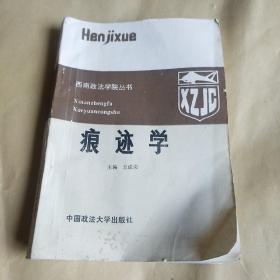 Henjixue
西南政法学院丛书
Xinanzhengfa
Xueyuancongshu
XZJC
痕迹学
主编
中国政法大学出版社